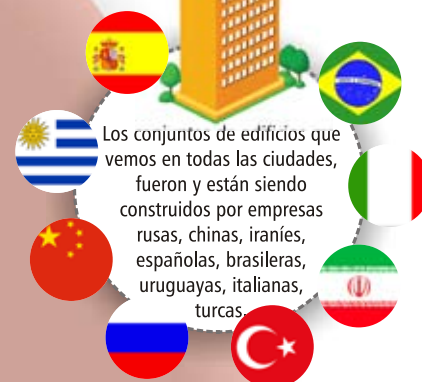 Los conjuntos de edificios que
vemos en todas las ciudades,
fueron y están siendo
construidos por empresas
rusas, chinas, iraníes,
españolas, brasileras,
uruguayas, italianas,
turcas.